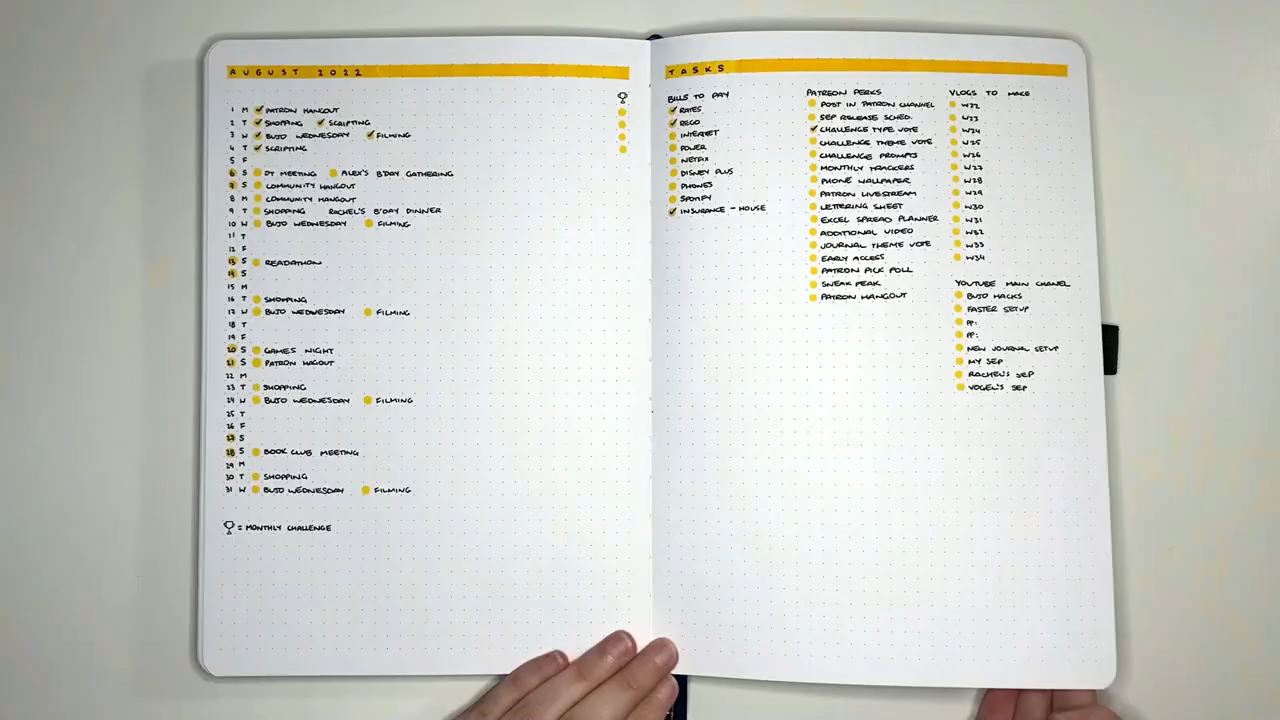 AUGUST 2022
1 M PATRON HANGOUT
2 T SHOPPING SCRIPTING
3 W BUJO WEDNESDAY FILMING
4 T SCRIPTING
5 F
6 S DT MEETING ALEX'S B'DAY GATHERING
7 S COMMUNITY HANGOUT
8 M COMMUNITY HANGOUT
9 T SHOPPING RACHEL'S B'DAY DINNER
10 W BUJO WEDNESDAY FILMING
11 T
12 F
13 S READATHON
14 S
15 M
16 T SHOPPING
17 W BUJO WEDNESDAY FILMING
18 T
19 F
20 S GAMES NIGHT
21 S PATRON HAGOUT
22 M
23 T SHOPPING
24 W BUJO WEDNESDAY FILMING
25 T
26 F
27 S
28 S BOOK CLUB MEETING
29 M
30 T SHOPPING
31 W BUJO WEDNESDAY FILMING
= MONTHLY CHALLENGE
TASKS
BILLS TO PAY
RATES
REGO
INTERNET
POWER
NETFLIX
DISNEY PLUS
PHONES
SPOTIFY
INSURANCE - HOUSE
PATREON PERKS
POST IN PATRON CHANNEL
SEP RELEASE SCHED.
CHALLENGE TYPE VOTE
CHALLENGE THEME VOTE
CHALLENGE PROMPTS
MONTHLY TRACKERS
PHONE WALLPAPER
PATRON LIVESTREAM
LETTERING SHEET
EXCEL SPREAD PLANNER
ADDITIONAL VIDEO
JOURNAL THEME VOTE
EARLY ACCESS
PATRON PICK POLL
SNEAK PEAK
PATRON HANGOUT
VLOGS TO MAKE
W22
W23
W24
W25
W26
W27
W28
W29
W30
W31
W32
W33
W34
YOUTUBE MAIN CHANEL
BUJO HACKS
FASTER SETUP
PP:
PP:
NEW JOURNAL SETUP
MY SEP
RACHEL'S SEP
VOGEL'S SEP